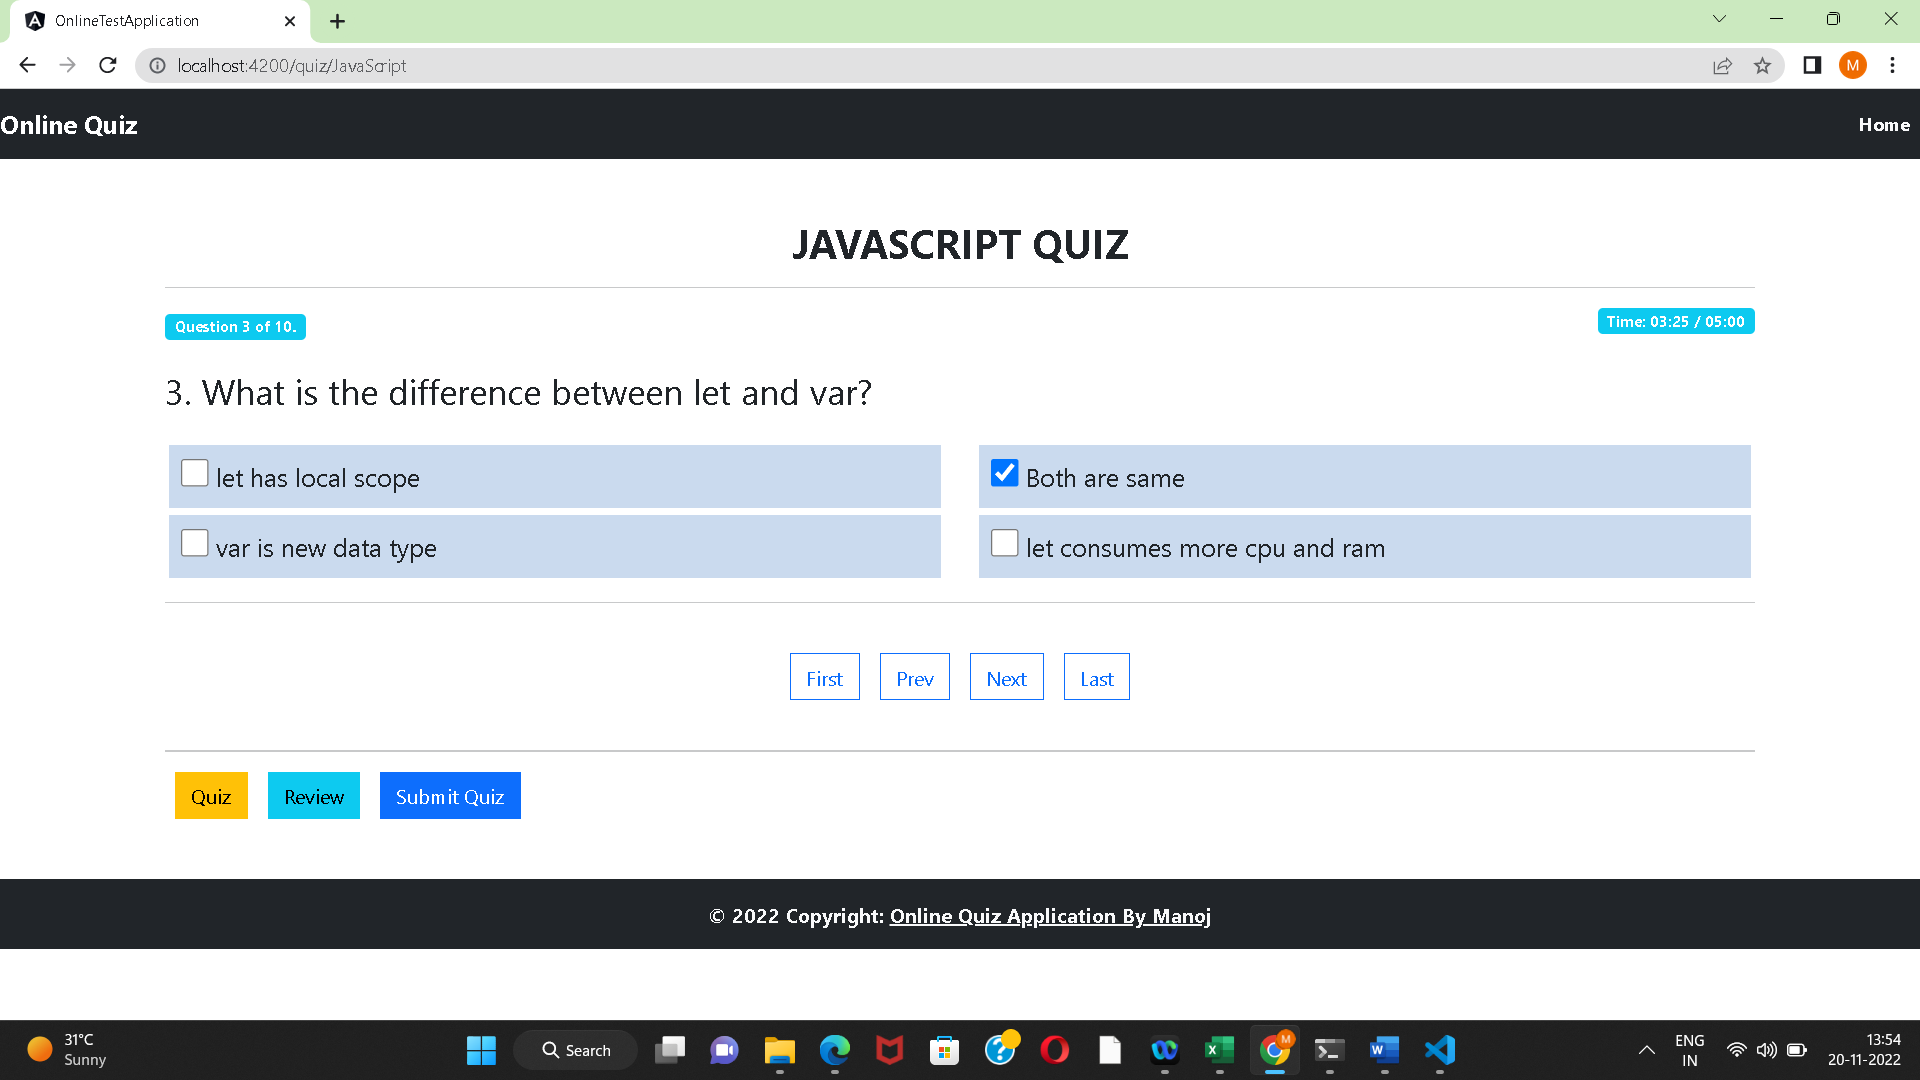 OnlineTestApplication
localhost:4200/quiz/JavaScript
M
Online Quiz
Home
JAVASCRIPT QUIZ
Question 3 of 10.
Time: 03:25 / 05:00
3. What is the difference between let and var?
let has local scope
Both are same
var is new data type
let consumes more cpu and ram
First
Prev
Next
Last
Quiz
Review
Submit Quiz
© 2022 Copyright: Online Quiz Application By Manoj
31°C
Sunny
Search
M
ENG
IN
13:54
20-11-2022